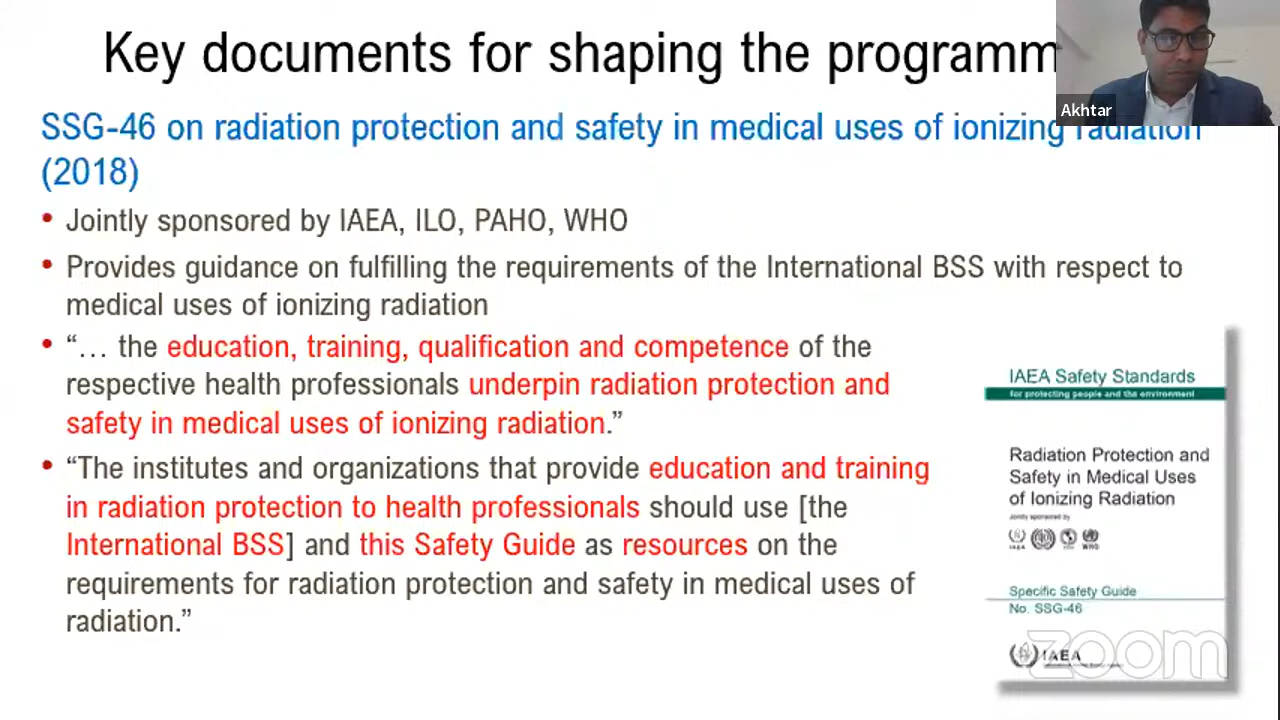 Key documents for shaping the programm
Akhtar
SSG-46 on radiation protection and safety in medical uses of ionizing radiation
(2018)
• Jointly sponsored by IAEA, ILO, PAHO, WHO
• Provides guidance on fulfilling the requirements of the International BSS with respect to
medical uses of ionizing radiation
• “… the education, training, qualification and competence of the
respective health professionals underpin radiation protection and
safety in medical uses of ionizing radiation.”
• “The institutes and organizations that provide education and training
in radiation protection to health professionals should use [the
International BSS] and this Safety Guide as resources on the
requirements for radiation protection and safety in medical uses of
radiation.”
IAEA Safety Standards
for protecting people and the environment
Radiation Protection and
Safety in Medical Uses
of Ionizing Radiation
Jointly sponsored by
IAEA WHO
Specific Safety Guide
No. SSG-46
IAEA
zoom